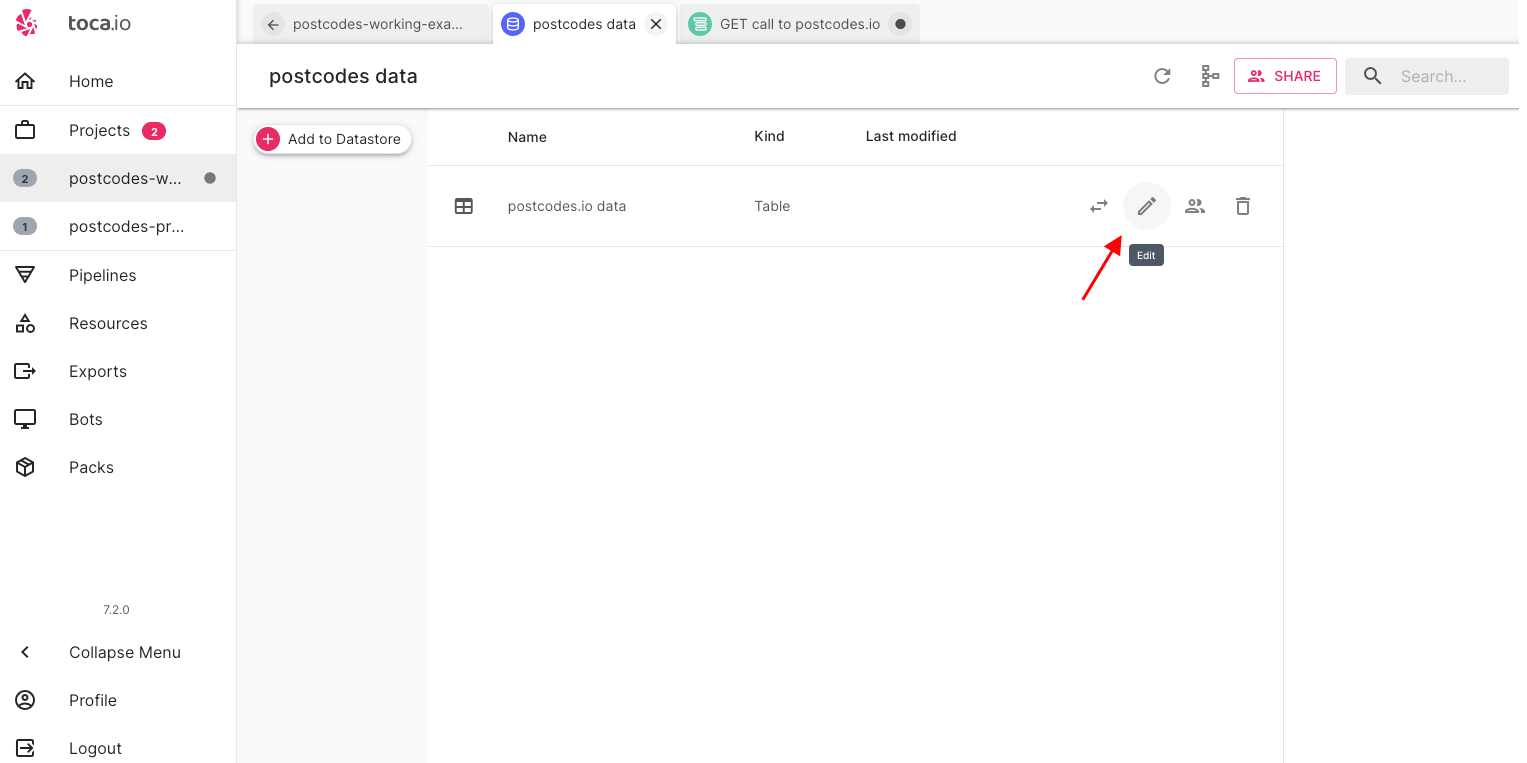 toca.io
Home
Projects 2
2 postcodes-w...
1 postcodes-pr...
Pipelines
Resources
Exports
Bots
Packs
7.2.0
Collapse Menu
Profile
Logout
postcodes-working-exa... postcodes data GET call to postcodes.io
postcodes data SHARE Search...
Add to Datastore
Name Kind Last modified
postcodes.io data Table
Edit